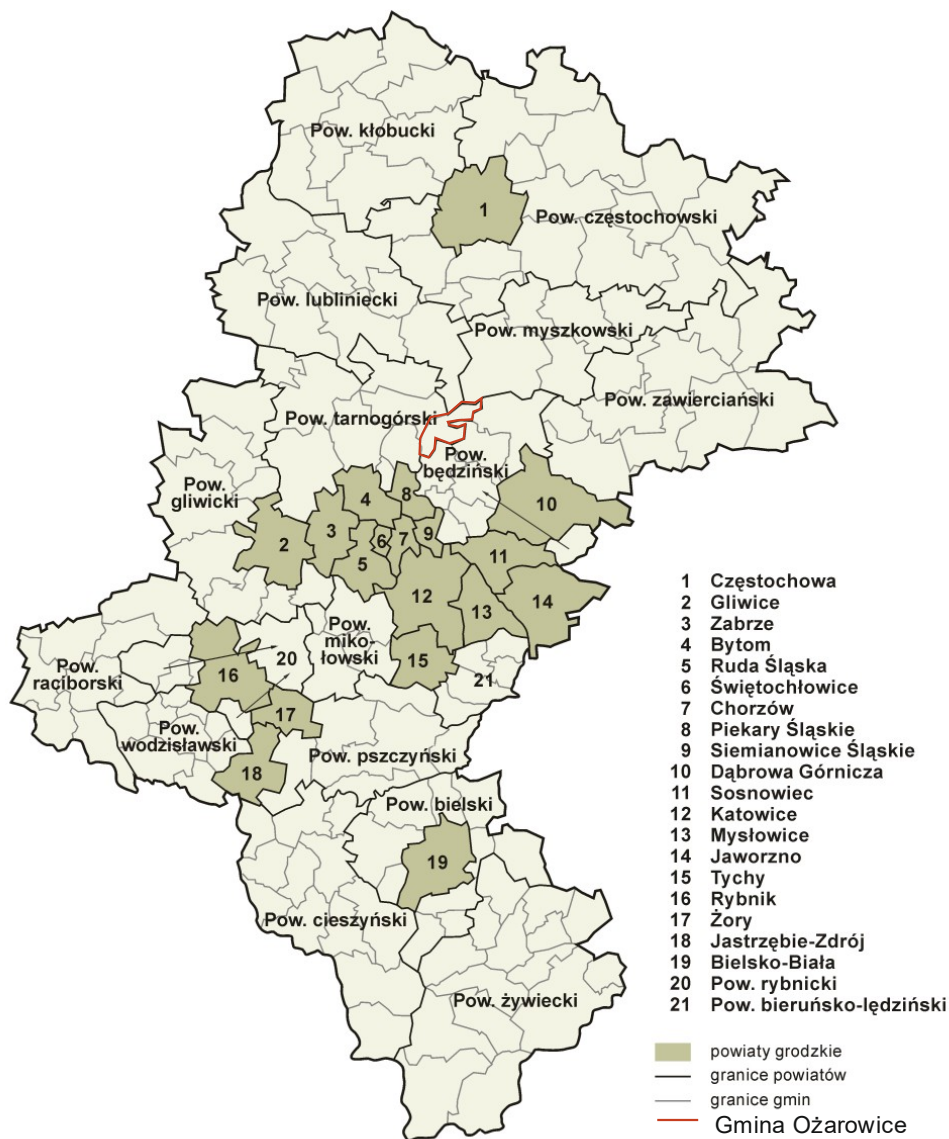 Pow. kłobucki
1
Pow. częstochowski
Pow. lubliniecki
Pow. myszkowski
Pow. zawierciański
Pow. tarnogórski
Pow.
będziński
Pow.
gliwicki
4
8
10
2
3
6
7
9
5
11
12
13
14
Pow.
miko-
łowski
15
Pow.
raciborski
16
20
21
17
Pow.
wodzisławski
Pow. pszczyński
18
Pow. bielski
19
Pow. cieszyński
Pow. żywiecki
1 Częstochowa
2 Gliwice
3 Zabrze
4 Bytom
5 Ruda Śląska
6 Świętochłowice
7 Chorzów
8 Piekary Śląskie
9 Siemianowice Śląskie
10 Dąbrowa Górnicza
11 Sosnowiec
12 Katowice
13 Mysłowice
14 Jaworzno
15 Tychy
16 Rybnik
17 Żory
18 Jastrzębie-Zdrój
19 Bielsko-Biała
20 Pow. rybnicki
21 Pow. bieruńsko-lędziński
powiaty grodzkie
granice powiatów
granice gmin
Gmina Ożarowice